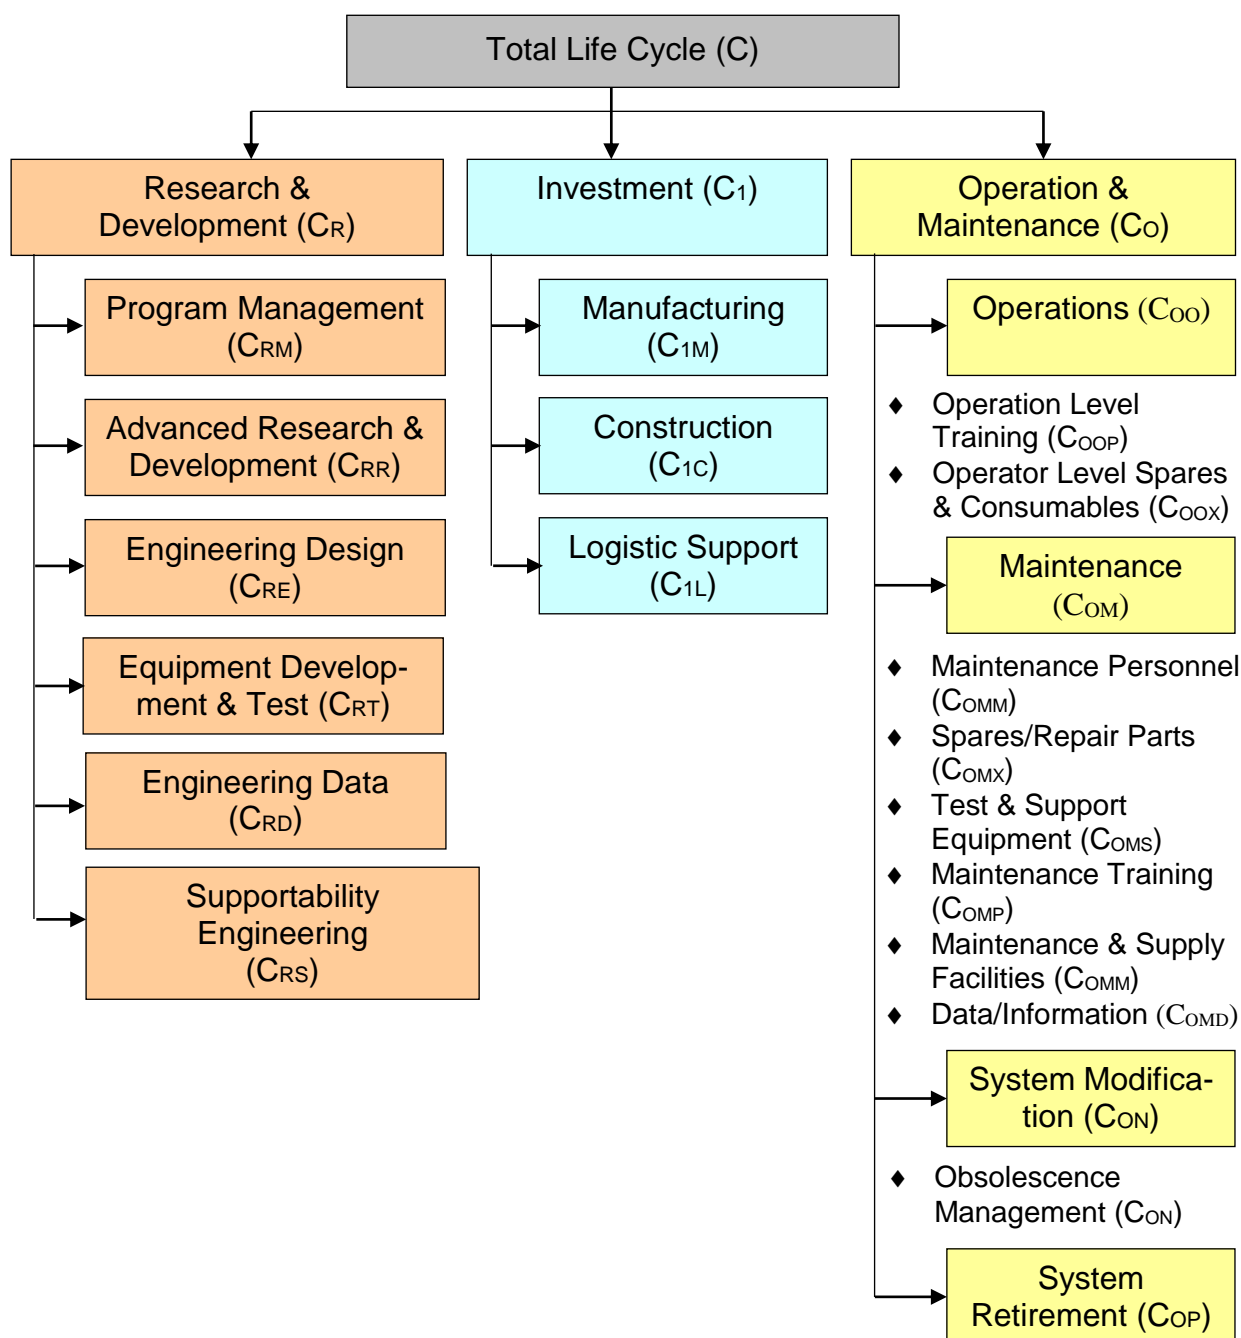 Total Life Cycle (C)
Research &
Development (CR)
Program Management
(CRM)
Advanced Research &
Development (CRR)
Engineering Design
(CRE)
Equipment Develop-
ment & Test (CRT)
Engineering Data
(CRD)
Supportability
Engineering
(CRS)
Investment (C1)
Manufacturing
(C1M)
Construction
(C1C)
Logistic Support
(C1L)
Operation &
Maintenance (CO)
Operations (COO)
♦ Operation Level
Training (COOP)
♦ Operator Level Spares
& Consumables (COOX)
Maintenance
(COM)
♦ Maintenance Personnel
(COMM)
♦ Spares/Repair Parts
(COMX)
♦ Test & Support
Equipment (COMS)
♦ Maintenance Training
(COMP)
♦ Maintenance & Supply
Facilities (COMM)
♦ Data/Information (COMD)
System Modifica-
tion (CON)
♦ Obsolescence
Management (CON)
System
Retirement (COP)